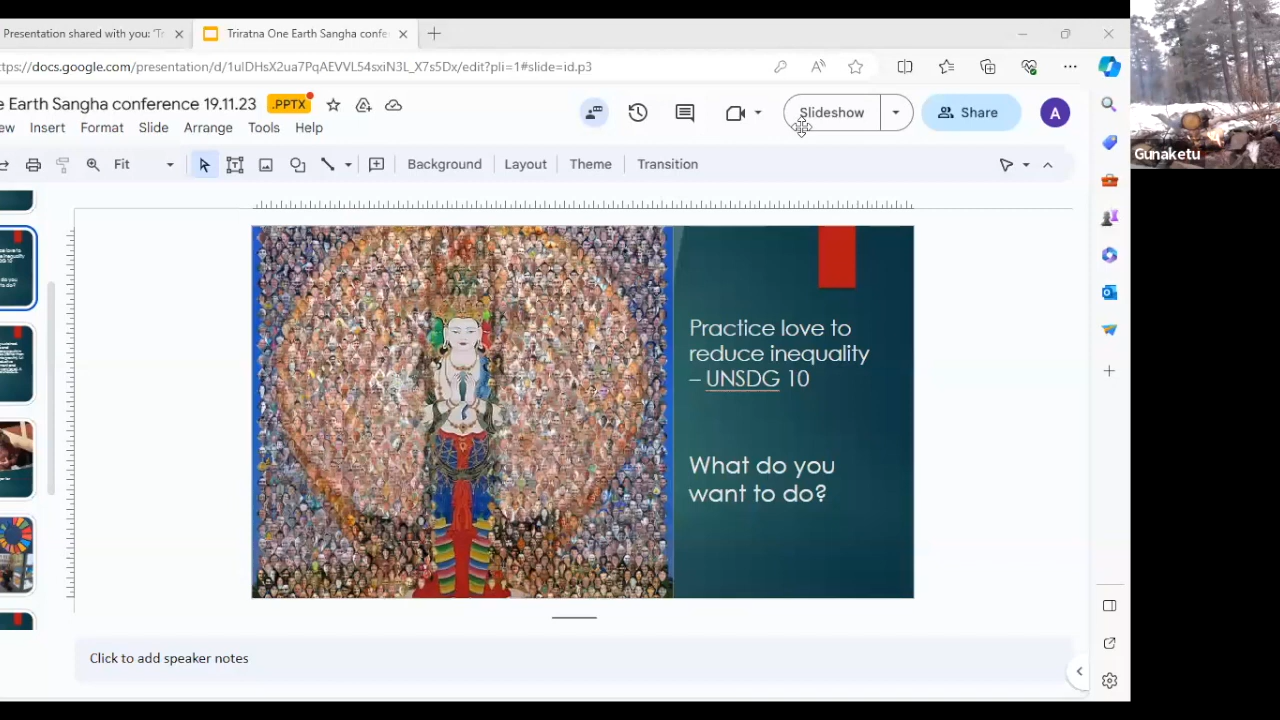 Presentation shared with you: 'Tr
Triratna One Earth Sangha confe
ttps://docs.google.com/presentation/d/1ulDHsX2ua7PqAEVVL54sxiN3L_X7s5Dx/edit?pli=1#slide=id.p3
e Earth Sangha conference 19.11.23
.PPTX
Slideshow
Share
A
ew Insert Format Slide Arrange Tools Help
Fit
Background Layout Theme Transition
Gunaketu
Practice love to
reduce inequality
– UNSDG 10
What do you
want to do?
Click to add speaker notes